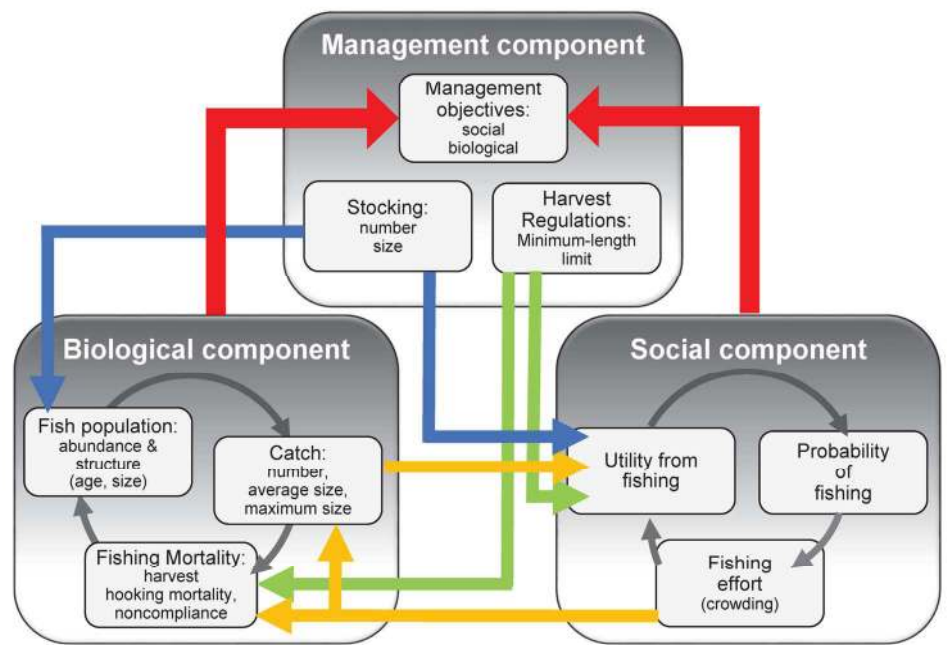 Management component
Management
objectives:
social
biological
Stocking:
number
size
Harvest
Regulations:
Minimum-length
limit
Biological component
Fish population:
abundance &
structure
(age, size)
Catch:
number,
average size,
maximum size
Fishing Mortality:
harvest
hooking mortality,
noncompliance
Social component
Utility from
fishing
Probability
of
fishing
Fishing
effort
(crowding)